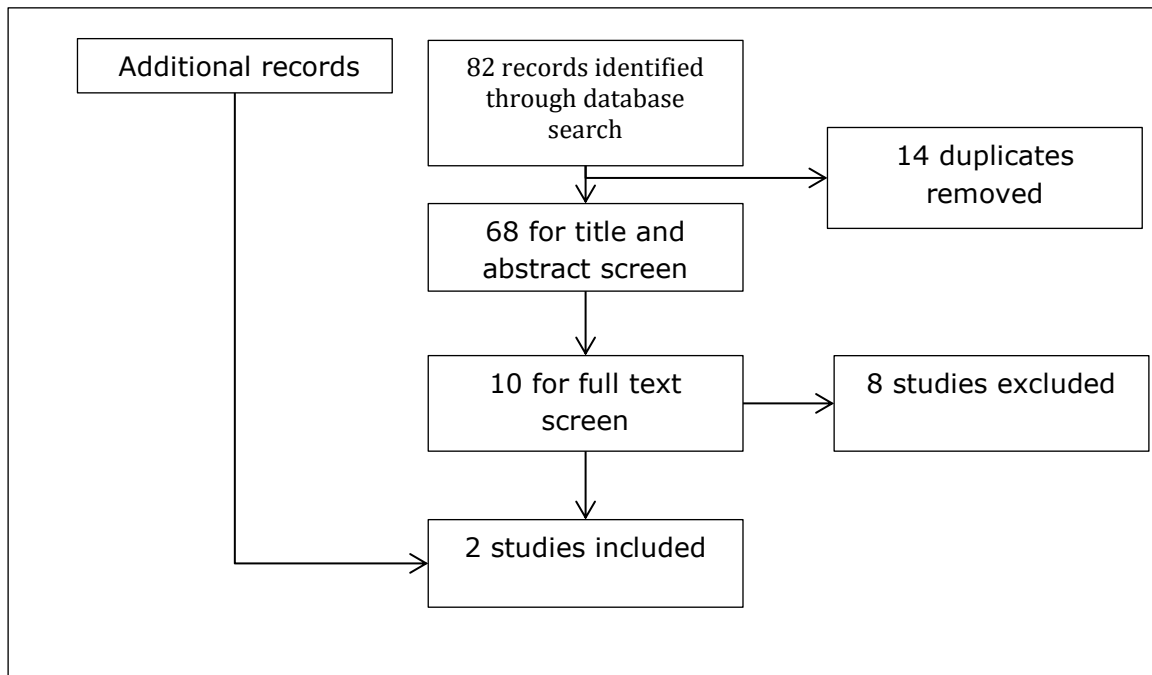 Additional records
82 records identified
through database
search
14 duplicates
removed
68 for title and
abstract screen
10 for full text
screen
8 studies excluded
2 studies included